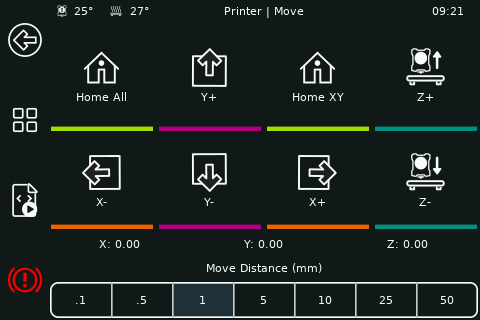 25° 27° Printer | Move 09:21
Home All Y+ Home XY Z+
X- Y- X+ Z-
X: 0.00 Y: 0.00 Z: 0.00
Move Distance (mm)
.1 .5 1 5 10 25 50